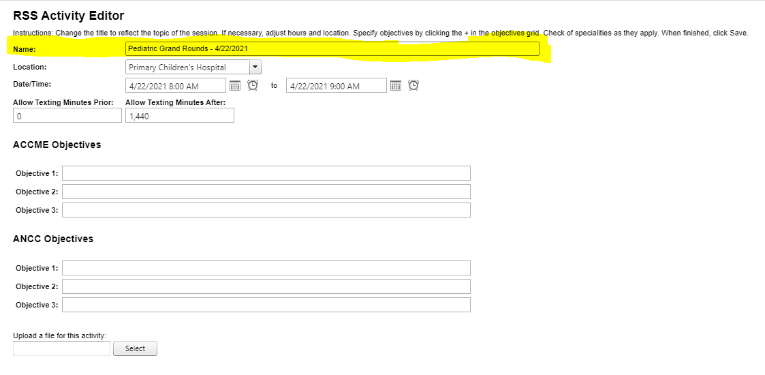 RSS Activity Editor
Instructions: Change the title to reflect the topic of the session. If necessary, adjust hours and location. Specify objectives by clicking the + in the objectives grid. Check of specialities as they apply. When finished, click Save.
Name: Pediatric Grand Rounds - 4/22/2021
Location: Primary Children's Hospital
Date/Time: 4/22/2021 8:00 AM to 4/22/2021 9:00 AM
Allow Texting Minutes Prior: Allow Texting Minutes After:
0 1,440
ACCME Objectives
Objective 1:
Objective 2:
Objective 3:
ANCC Objectives
Objective 1:
Objective 2:
Objective 3:
Upload a file for this activity:
Select